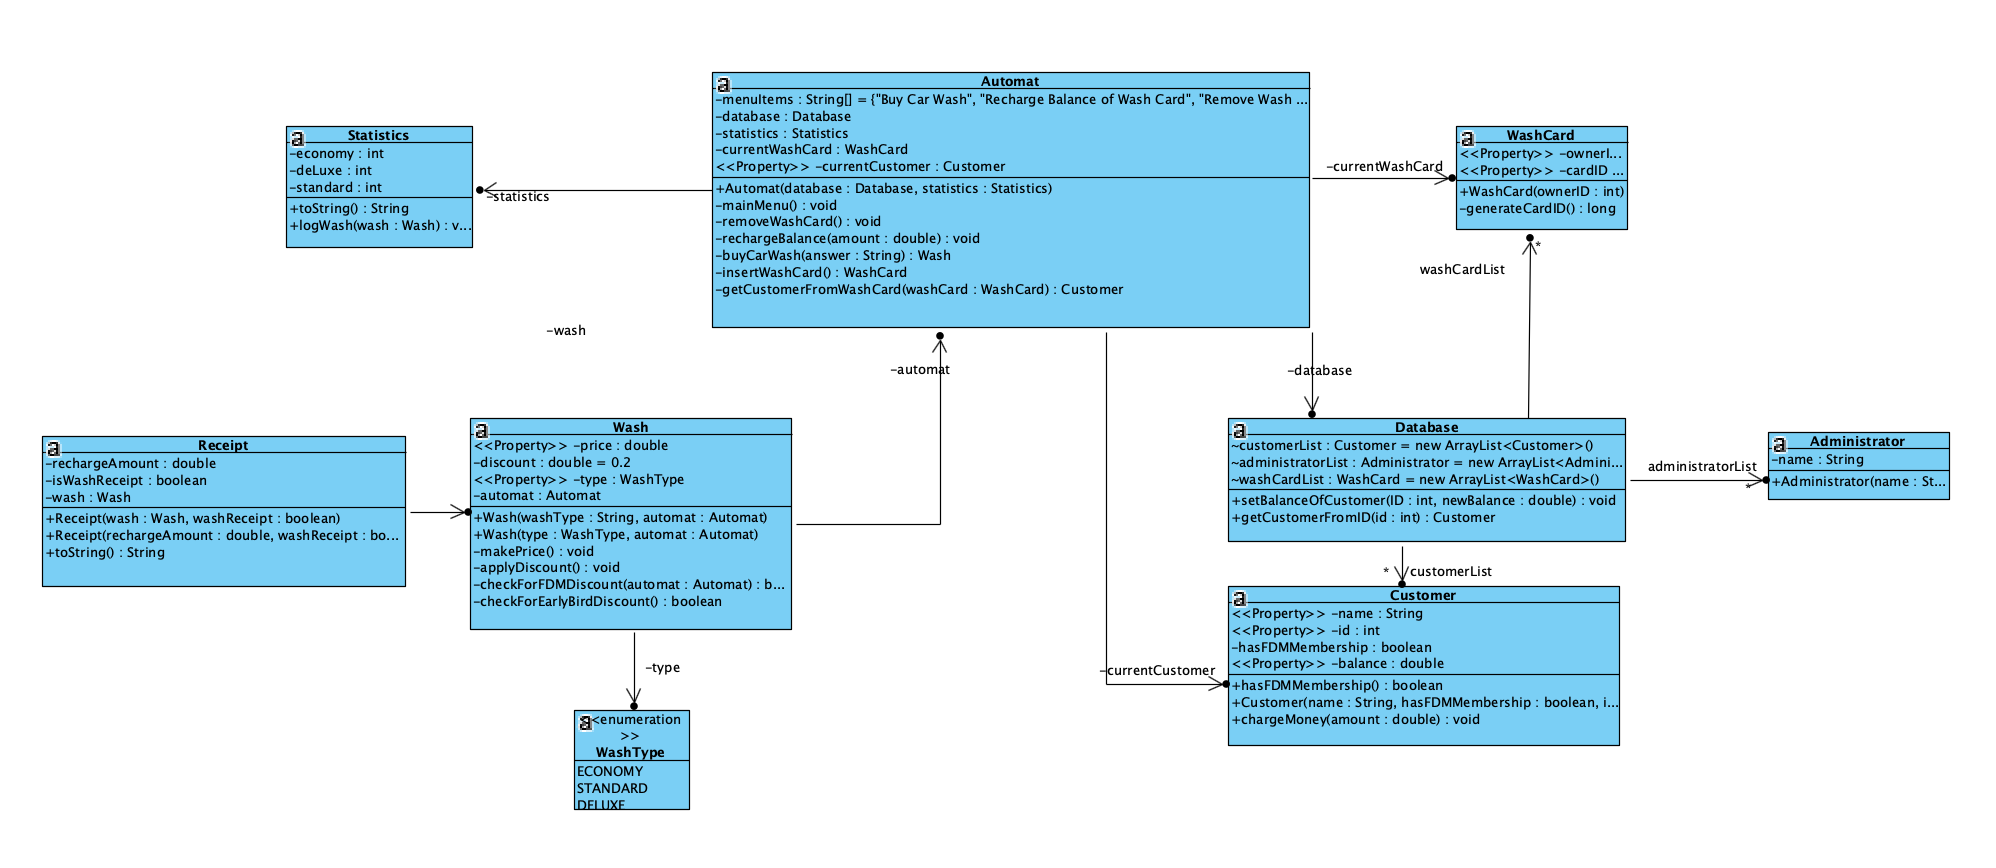 Automat
-menuItems : String[] = {"Buy Car Wash", "Recharge Balance of Wash Card", "Remove Wash ...
-database : Database
-statistics : Statistics
-currentWashCard : WashCard
<<Property>> -currentCustomer : Customer
+Automat(database : Database, statistics : Statistics)
-mainMenu() : void
-removeWashCard() : void
-rechargeBalance(amount : double) : void
-buyCarWash(answer : String) : Wash
-insertWashCard() : WashCard
-getCustomerFromWashCard(washCard : WashCard) : Customer
Statistics
-economy : int
-deLuxe : int
-standard : int
+toString() : String
+logWash(wash : Wash) : v...
-statistics
-currentWashCard
WashCard
<<Property>> -ownerI...
<<Property>> -cardID ...
+WashCard(ownerID : int)
-generateCardID() : long
*
washCardList
-wash
-automat
-database
Receipt
-rechargeAmount : double
-isWashReceipt : boolean
-wash : Wash
+Receipt(wash : Wash, washReceipt : boolean)
+Receipt(rechargeAmount : double, washReceipt : bo...
+toString() : String
Wash
<<Property>> -price : double
-discount : double = 0.2
<<Property>> -type : WashType
-automat : Automat
+Wash(washType : String, automat : Automat)
+Wash(type : WashType, automat : Automat)
-makePrice() : void
-applyDiscount() : void
-checkForFDMDiscount(automat : Automat) : b...
-checkForEarlyBirdDiscount() : boolean
Database
~customerList : Customer = new ArrayList<Customer>()
~administratorList : Administrator = new ArrayList<Admini...
~washCardList : WashCard = new ArrayList<WashCard>()
+setBalanceOfCustomer(ID : int, newBalance : double) : void
+getCustomerFromID(id : int) : Customer
administratorList
*
Administrator
-name : String
+Administrator(name : St...
* customerList
-currentCustomer
Customer
<<Property>> -name : String
<<Property>> -id : int
-hasFDMMembership : boolean
<<Property>> -balance : double
+hasFDMMembership() : boolean
+Customer(name : String, hasFDMMembership : boolean, i...
+chargeMoney(amount : double) : void
-type
<<enumeration
>>
WashType
ECONOMY
STANDARD
DELUXE